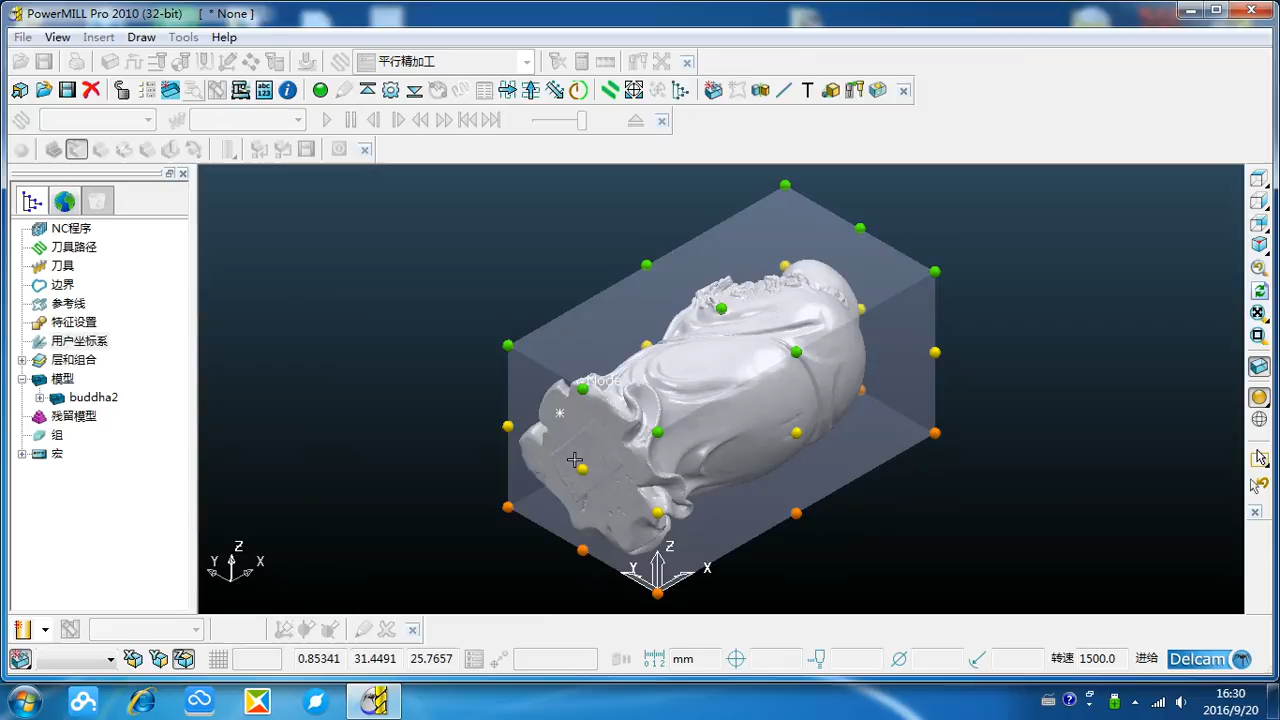 PowerMILL Pro 2010 (32-bit) [ * None ]
File View Insert Draw Tools Help
平行精加工
NC程序
刀具路径
刀具
边界
参考线
特征设置
用户坐标系
层和组合
模型
buddha2
残留模型
组
宏
Node
Z
Y X
Z
Y X
0.85341 31.4491 25.7657 mm 转速 1500.0 进给 Delcam
16:30
2016/9/20